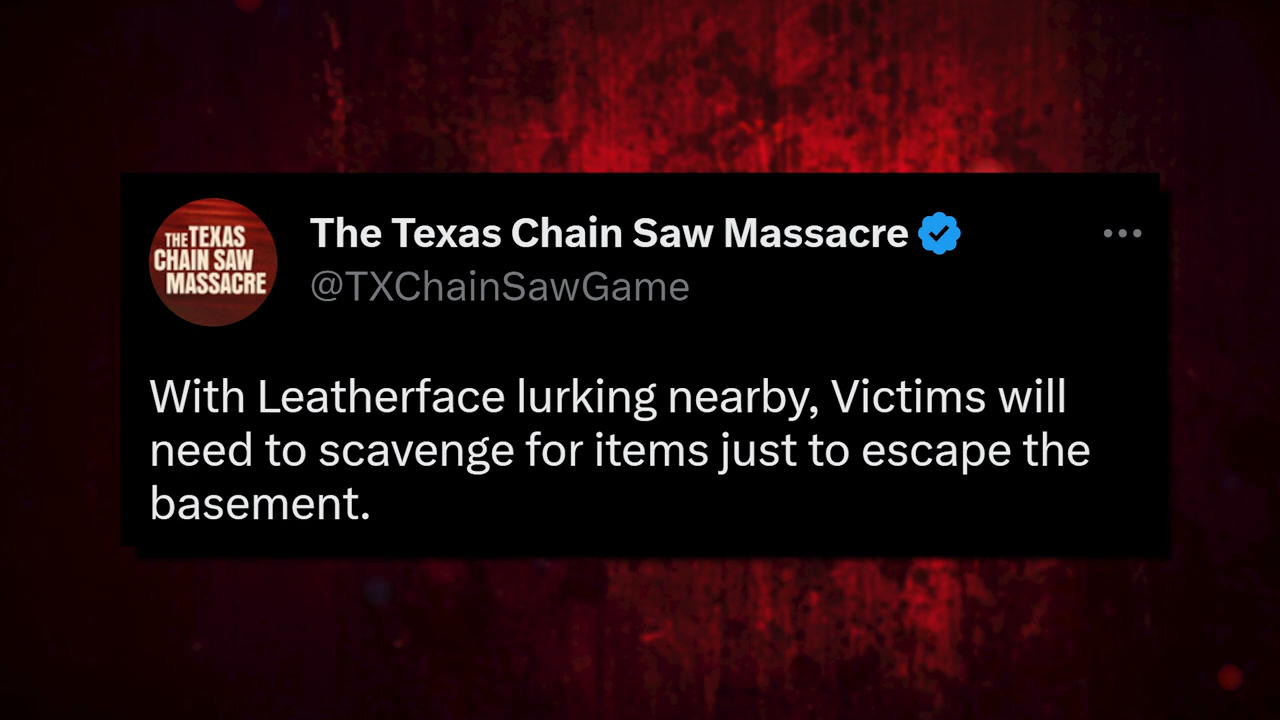 THE TEXAS
CHAIN SAW
MASSACRE
The Texas Chain Saw Massacre
@TXChainSawGame
With Leatherface lurking nearby, Victims will
need to scavenge for items just to escape the
basement.